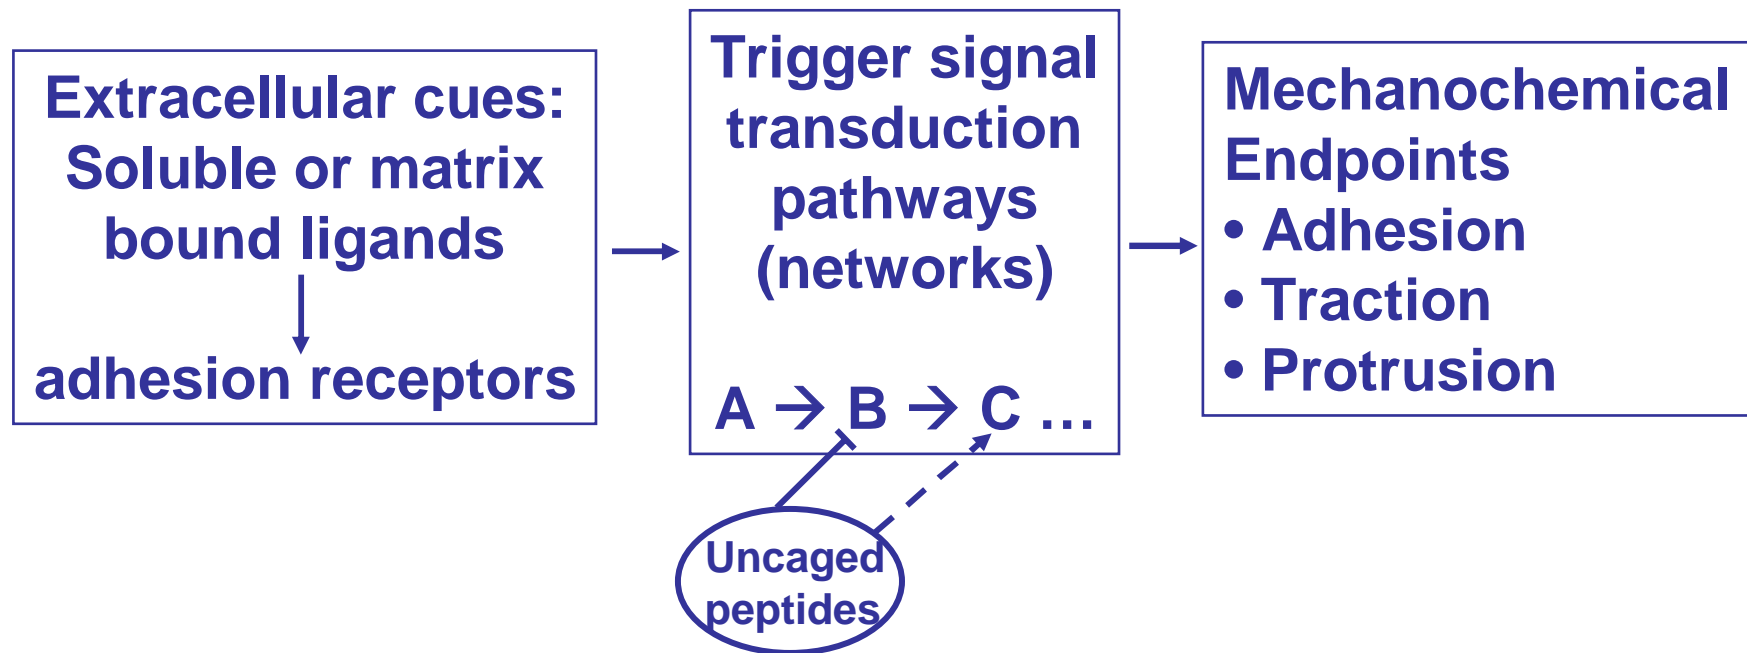 Extracellular cues:
Soluble or matrix
bound ligands
adhesion receptors
Trigger signal
transduction
pathways
(networks)
A → B → C …
Uncaged
peptides
Mechanochemical
Endpoints
• Adhesion
• Traction
• Protrusion